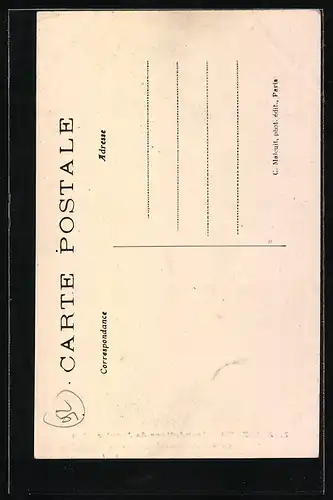 CARTE POSTALE
Correspondance
Adresse
C. Malcuit, phot. édit., Paris